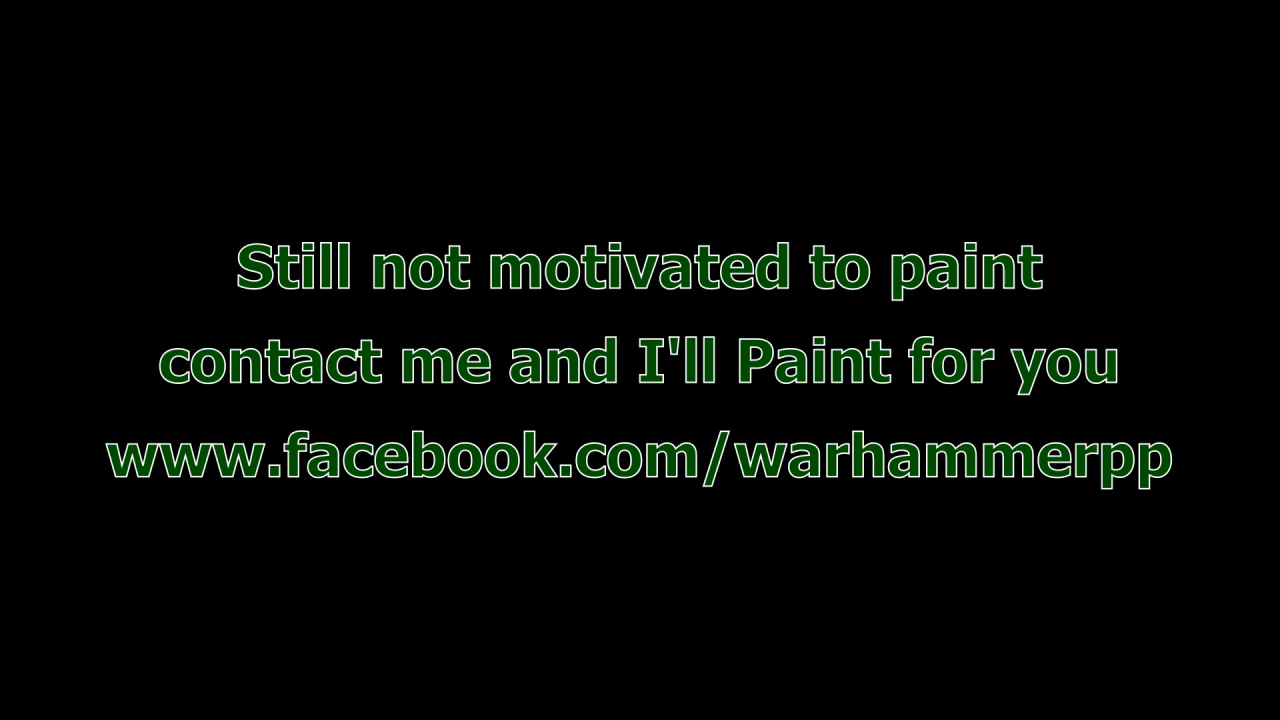 Still not motivated to paint
contact me and I'll Paint for you
www.facebook.com/warhammerpp